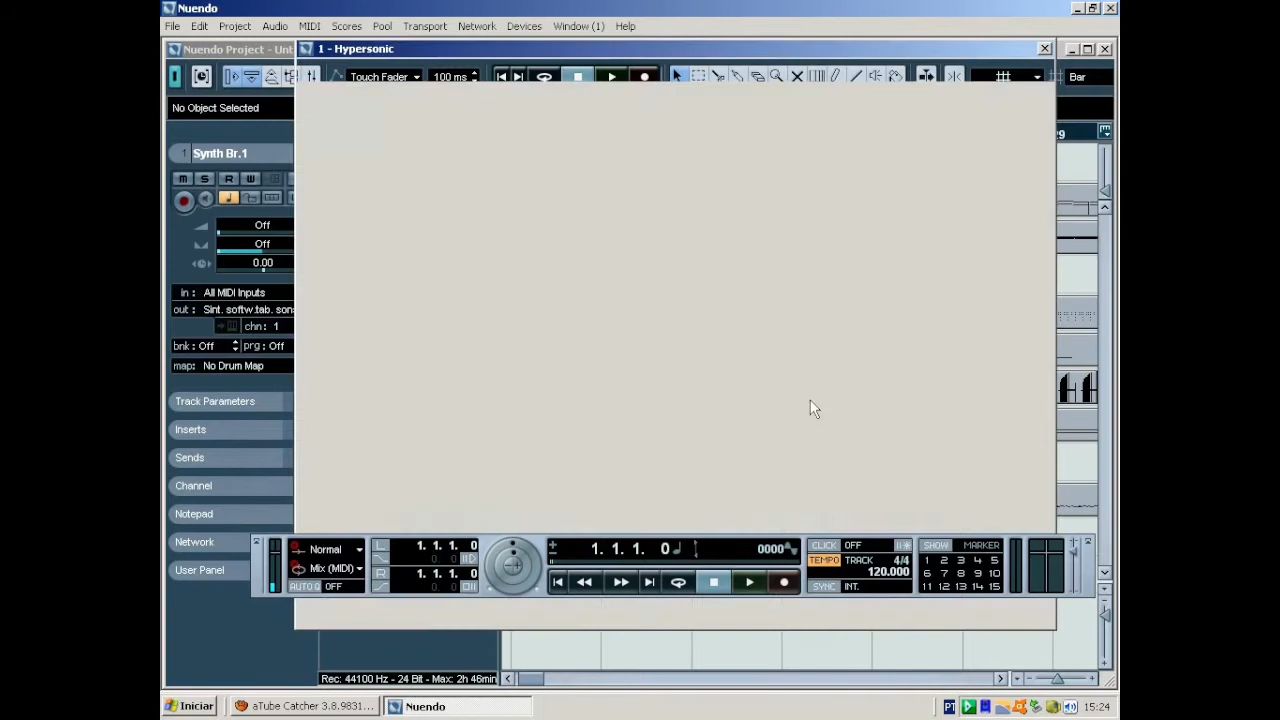 Nuendo
File Edit Project Audio MIDI Scores Pool Transport Network Devices Window (1) Help
Nuendo Project - Unt
1 - Hypersonic
Touch Fader 100 ms Bar
No Object Selected
29
1 Synth Br.1
m S R W
Off
Off
0.00
in : All MIDI Inputs
out : Sint. softw.tab. son
chn: 1
bnk : Off prg : Off
map: No Drum Map
Track Parameters
Inserts
Sends
Channel
Notepad
Network
User Panel
Normal L 1. 1. 1. 0 1. 1. 1. 0 0000 CLICK OFF SHOW MARKER
Mix (MIDI) 0. 0 TEMPO TRACK 4/4 1 2 3 4 5
R 1. 1. 1. 0 120.000 6 7 8 9 10
AUTO Q OFF 0. 0 SYNC INT. 11 12 13 14 15
Rec: 44100 Hz - 24 Bit - Max: 2h 46min
Iniciar aTube Catcher 3.8.9831... Nuendo PT 15:24